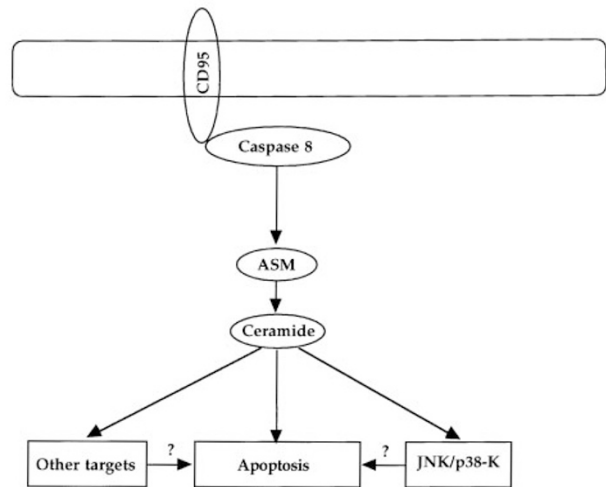 CD95
Caspase 8
ASM
Ceramide
? ?
Other targets Apoptosis JNK/p38-K